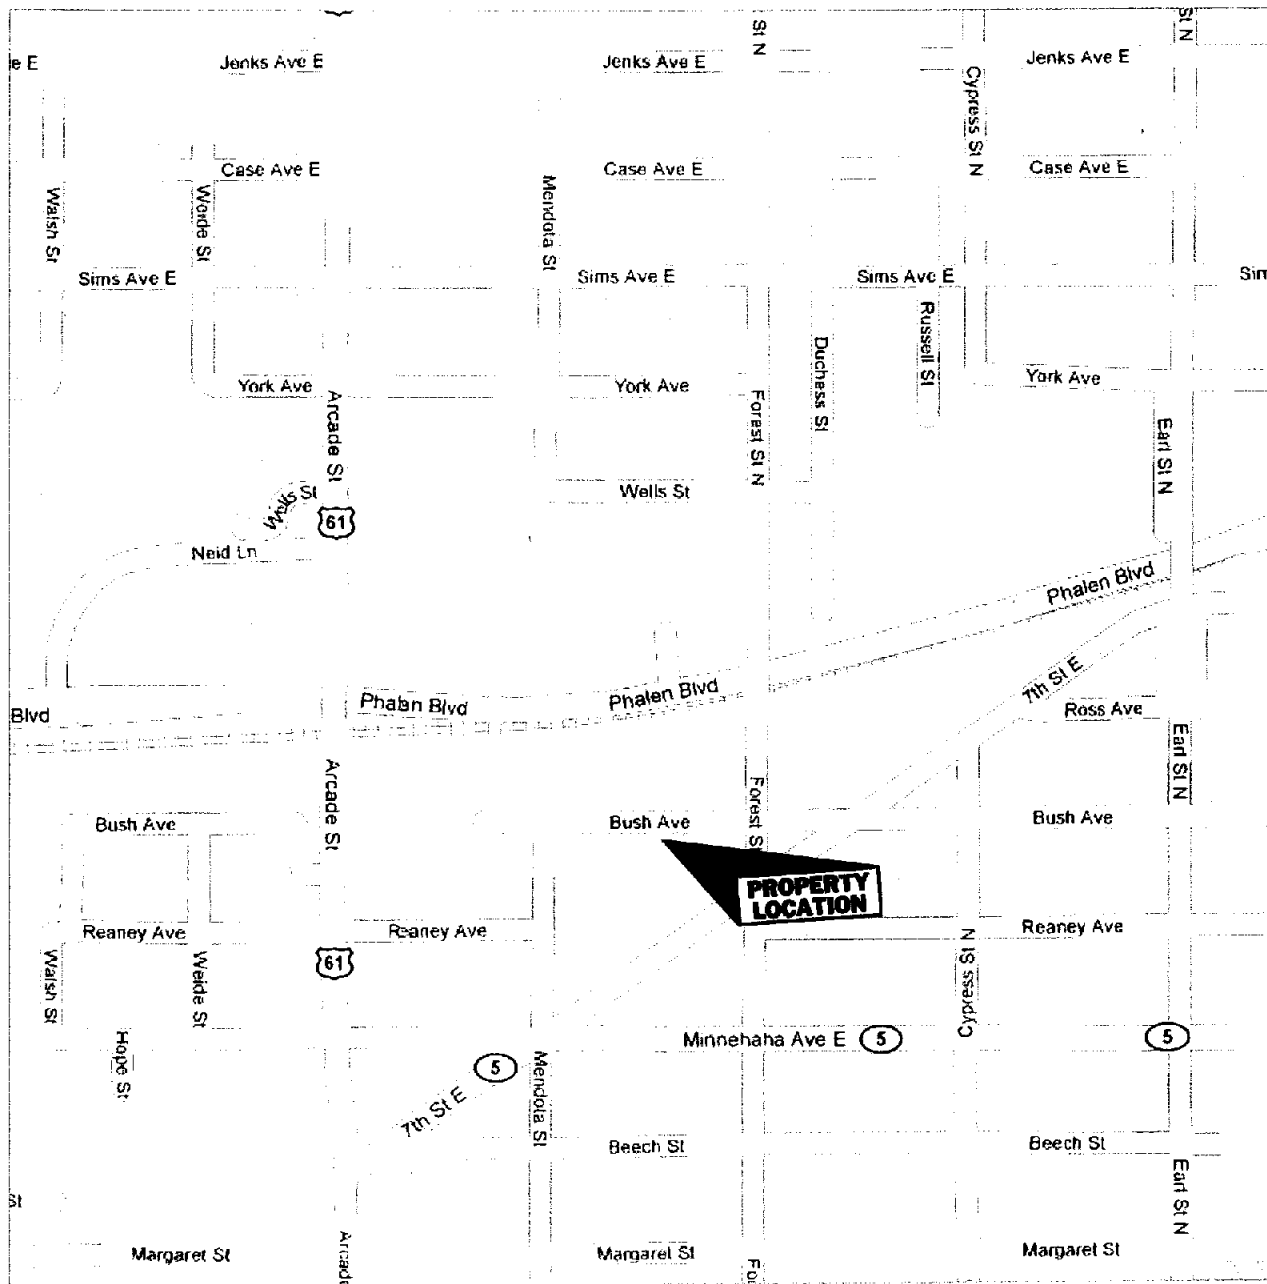 St N
St N
e E
Jenks Ave E
Jenks Ave E
Jenks Ave E
Cypress St N
Case Ave E
Case Ave E
Case Ave E
Walsh St
Weide St
Mendota St
Sims Ave E
Sims Ave E
Sims Ave E
Sim
Russell St
Duchess St
York Ave
York Ave
York Ave
Arcade St
Forest St N
Earl St N
Wells St
Wells St
61
Neid Ln
Phalen Blvd
7th St E
Phalen Blvd
Phalen Blvd
Blvd
Ross Ave
Earl St N
Arcade St
Forest St
Bush Ave
Bush Ave
Bush Ave
PROPERTY
LOCATION
Reaney Ave
Reaney Ave
Reaney Ave
61
Walsh St
Weide St
Cypress St N
Hope St
Minnehaha Ave E
5
5
5
Mendota St
7th St E
Beech St
Beech St
Earl St N
St
Arcade
Margaret St
Margaret St
For
Margaret St